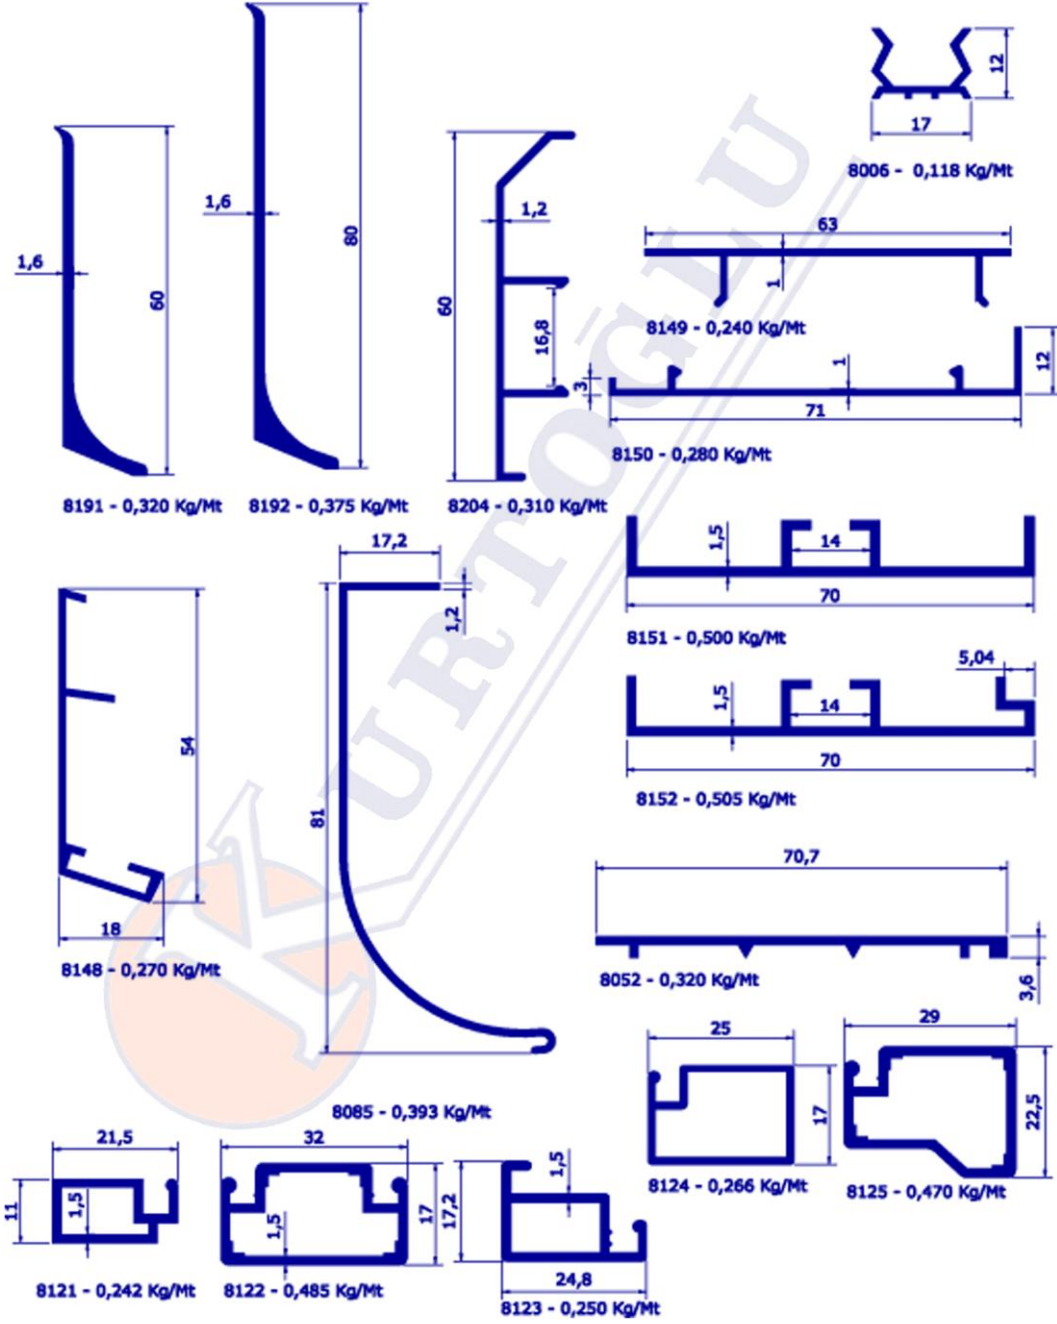 12
17
8006 - 0,118 Kg/Mt
1,6
60
8191 - 0,320 Kg/Mt
1,6
80
8192 - 0,375 Kg/Mt
1,2
60
16,8
8204 - 0,310 Kg/Mt
63
1
8149 - 0,240 Kg/Mt
1
12
3
71
8150 - 0,280 Kg/Mt
1,5
14
70
8151 - 0,500 Kg/Mt
5,04
1,5
14
70
8152 - 0,505 Kg/Mt
54
18
8148 - 0,270 Kg/Mt
17,2
1,2
81
8085 - 0,393 Kg/Mt
70,7
3,6
8052 - 0,320 Kg/Mt
25
17
8124 - 0,266 Kg/Mt
29
22,5
8125 - 0,470 Kg/Mt
21,5
11
1,5
8121 - 0,242 Kg/Mt
32
1,5
17
8122 - 0,485 Kg/Mt
17,2
1,5
24,8
8123 - 0,250 Kg/Mt
KURTOĞLU
K